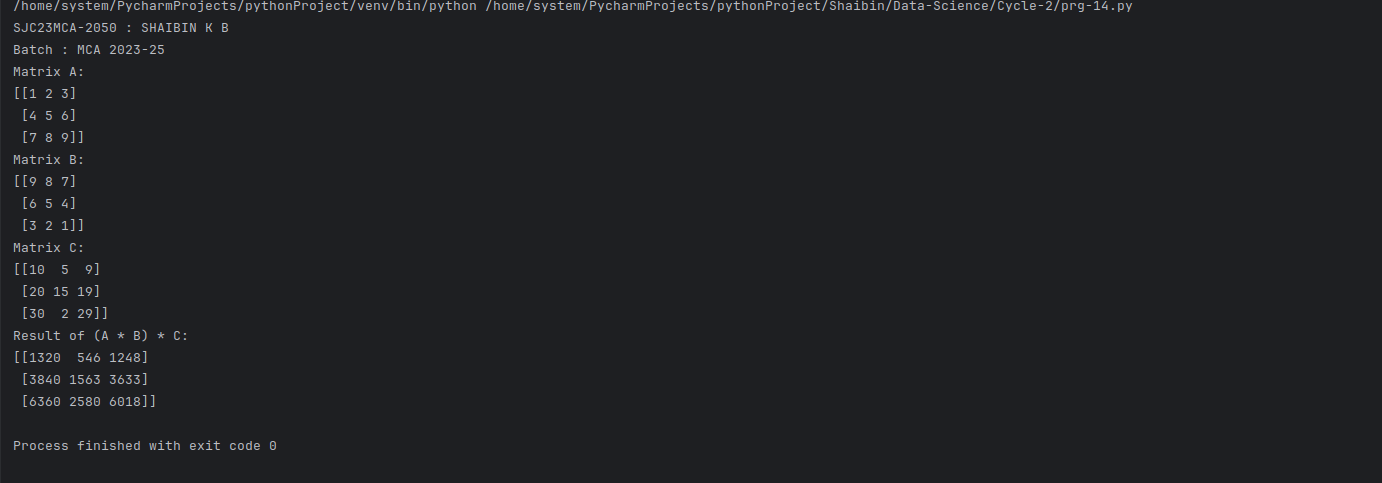 /home/system/PycharmProjects/pythonProject/venv/bin/python /home/system/PycharmProjects/pythonProject/Shaibin/Data-Science/Cycle-2/prg-14.py
SJC23MCA-2050 : SHAIBIN K B
Batch : MCA 2023-25
Matrix A:
[[1 2 3]
 [4 5 6]
 [7 8 9]]
Matrix B:
[[9 8 7]
 [6 5 4]
 [3 2 1]]
Matrix C:
[[10  5  9]
 [20 15 19]
 [30  2 29]]
Result of (A * B) * C:
[[1320  546 1248]
 [3840 1563 3633]
 [6360 2580 6018]]
Process finished with exit code 0